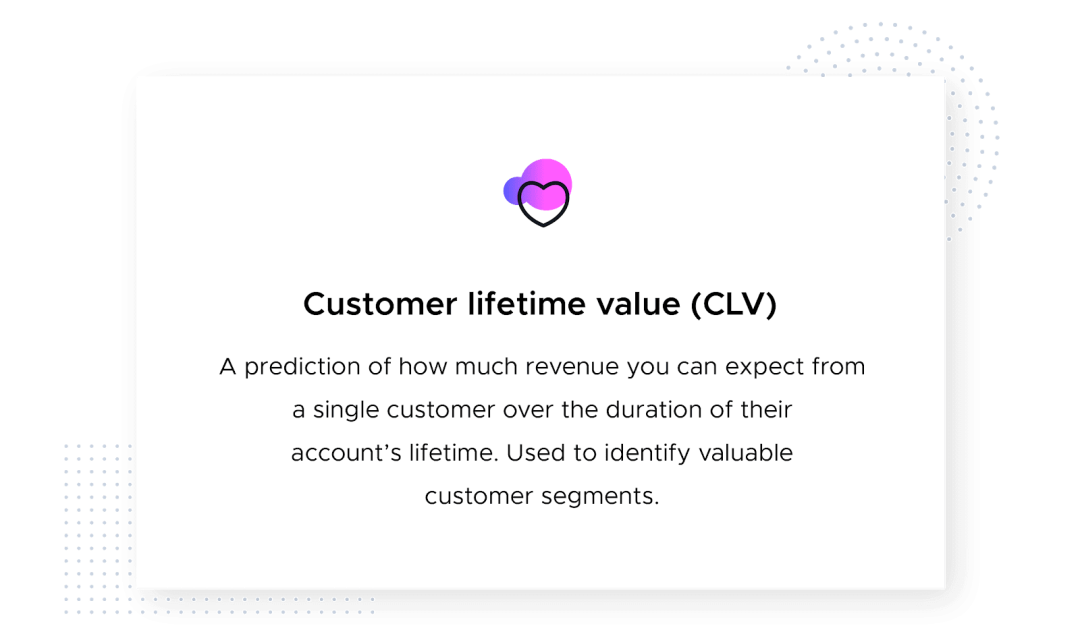 Customer lifetime value (CLV)
A prediction of how much revenue you can expect from
a single customer over the duration of their
account’s lifetime. Used to identify valuable
customer segments.